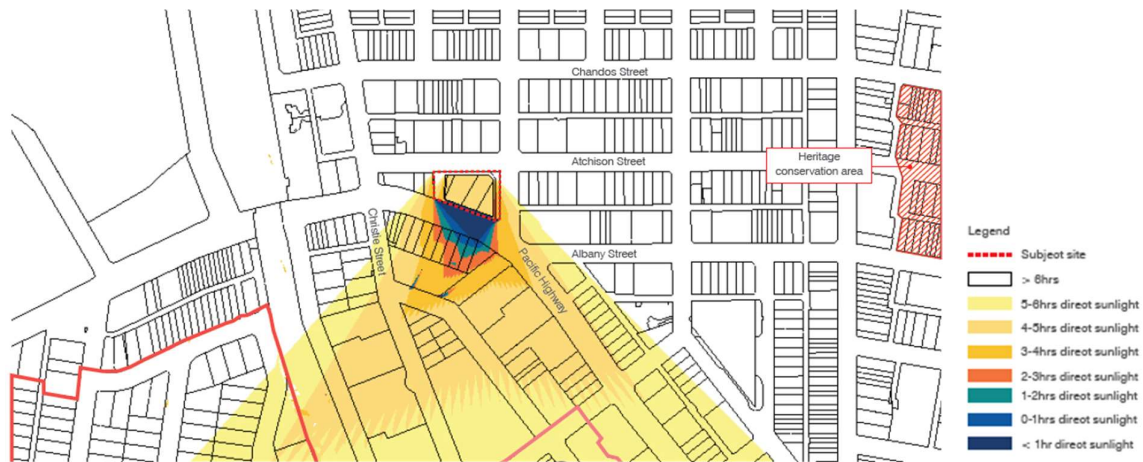 Chandos Street
Atchison Street
Heritage
conservation area
Christie Street
Pacific Highway
Albany Street
Legend
Subject site
> 6hrs
5-6hrs direct sunlight
4-5hrs direct sunlight
3-4hrs direct sunlight
2-3hrs direct sunlight
1-2hrs direct sunlight
0-1hrs direct sunlight
< 1hr direct sunlight